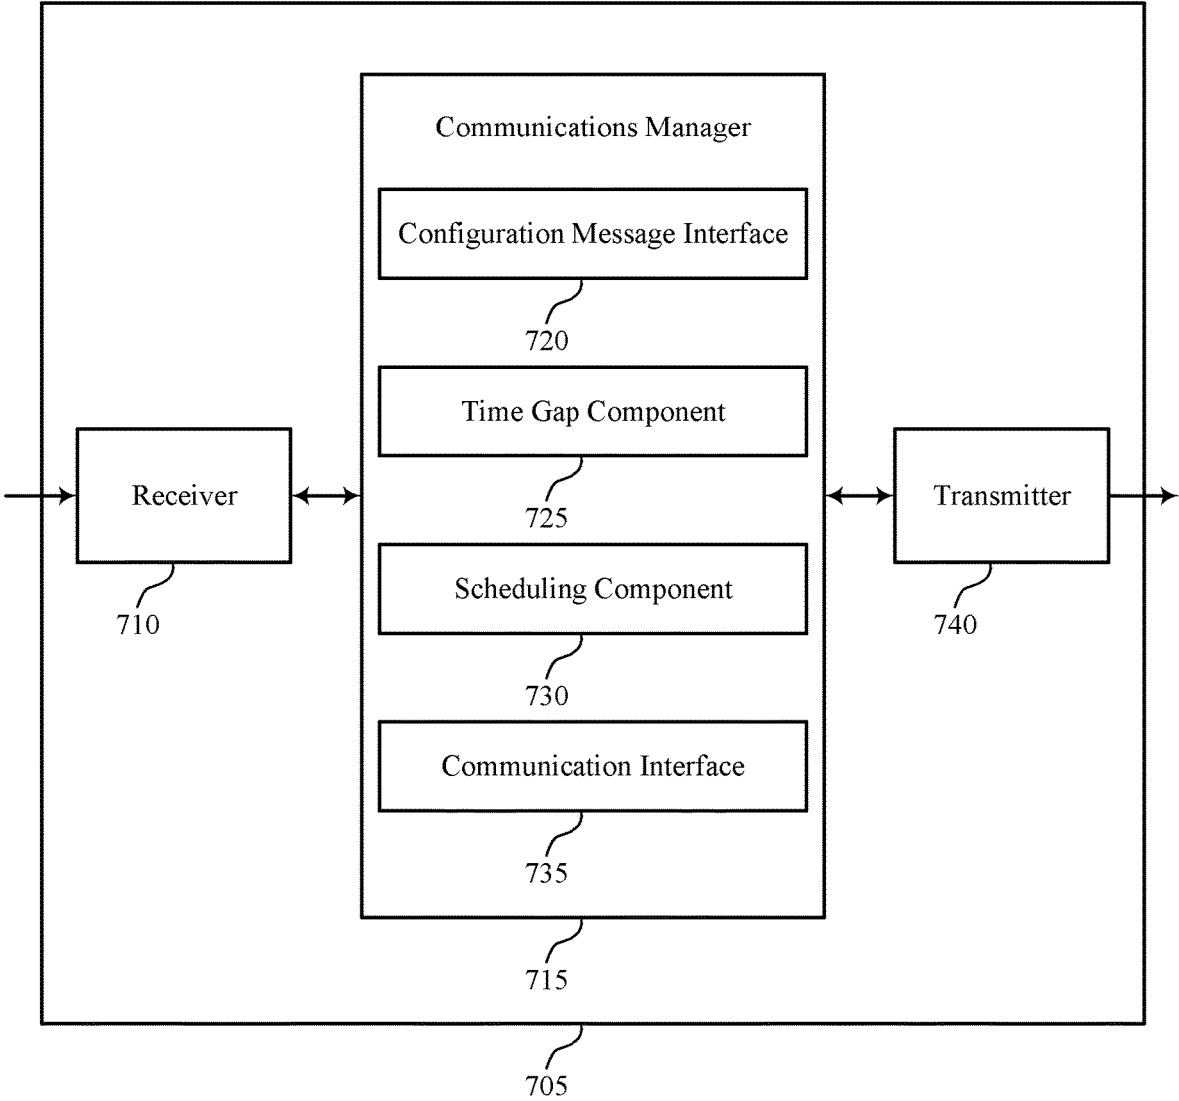 Communications Manager
Configuration Message Interface
720
Time Gap Component
725
Receiver
710
Transmitter
740
Scheduling Component
730
Communication Interface
735
715
705